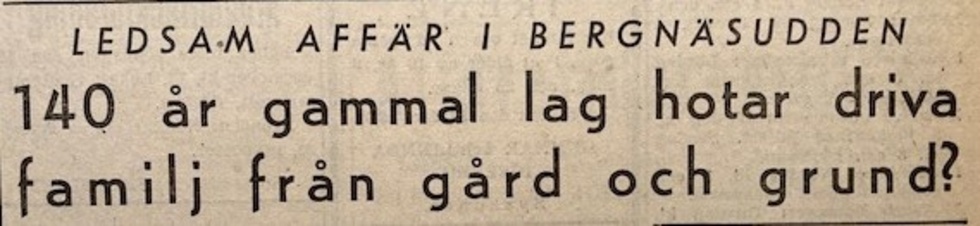 LEDSAM AFFÄR I BERGNÄSUDDEN
140 år gammal lag hotar driva
familj från gård och grund?